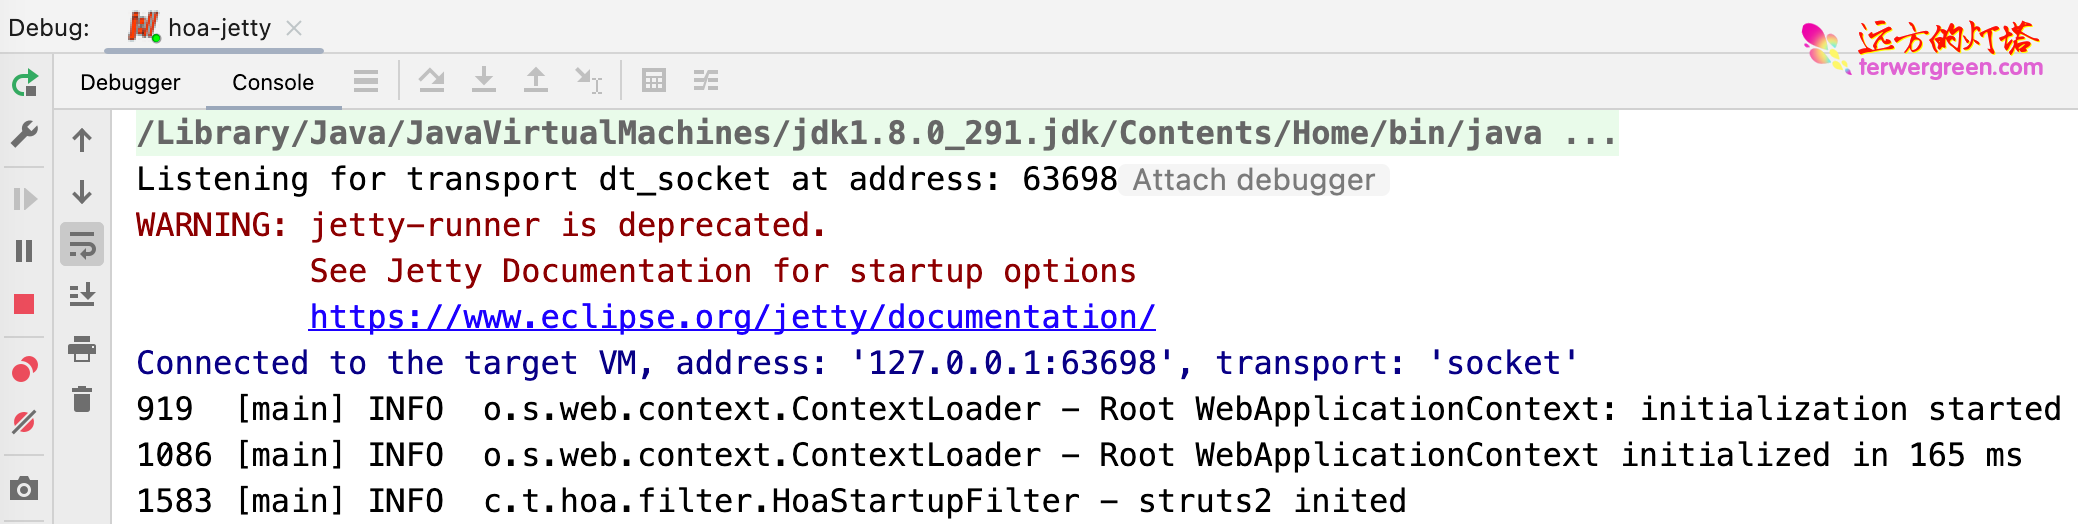 Debug: hoa-jetty
远方的灯塔
terwergreen.com
Debugger Console
/Library/Java/JavaVirtualMachines/jdk1.8.0_291.jdk/Contents/Home/bin/java ...
Listening for transport dt_socket at address: 63698 Attach debugger
WARNING: jetty-runner is deprecated.
See Jetty Documentation for startup options
https://www.eclipse.org/jetty/documentation/
Connected to the target VM, address: '127.0.0.1:63698', transport: 'socket'
919 [main] INFO o.s.web.context.ContextLoader - Root WebApplicationContext: initialization started
1086 [main] INFO o.s.web.context.ContextLoader - Root WebApplicationContext initialized in 165 ms
1583 [main] INFO c.t.hoa.filter.HoaStartupFilter - struts2 inited